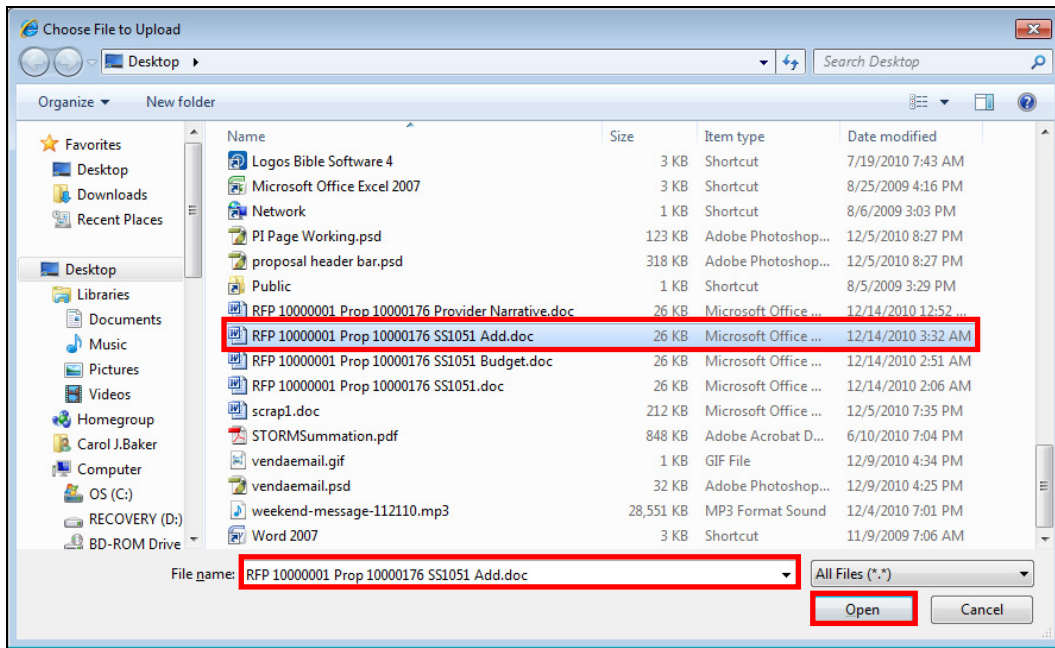 Choose File to Upload
Desktop
Search Desktop
Organize New folder
Favorites
Desktop
Downloads
Recent Places
Desktop
Libraries
Documents
Music
Pictures
Videos
Homegroup
Carol J.Baker
Computer
OS (C:)
RECOVERY (D:)
BD-ROM Drive
Name Size Item type Date modified
Logos Bible Software 4 3 KB Shortcut 7/19/2010 7:43 AM
Microsoft Office Excel 2007 3 KB Shortcut 8/25/2009 4:16 PM
Network 1 KB Shortcut 8/6/2009 3:03 PM
PI Page Working.psd 123 KB Adobe Photoshop... 12/5/2010 8:27 PM
proposal header bar.psd 318 KB Adobe Photoshop... 12/5/2010 8:27 PM
Public 1 KB Shortcut 8/5/2009 3:29 PM
RFP 10000001 Prop 10000176 Provider Narrative.doc 26 KB Microsoft Office ... 12/14/2010 12:52 ...
RFP 10000001 Prop 10000176 SS1051 Add.doc 26 KB Microsoft Office ... 12/14/2010 3:32 AM
RFP 10000001 Prop 10000176 SS1051 Budget.doc 26 KB Microsoft Office ... 12/14/2010 2:51 AM
RFP 10000001 Prop 10000176 SS1051.doc 26 KB Microsoft Office ... 12/14/2010 2:06 AM
scrap1.doc 212 KB Microsoft Office ... 12/5/2010 7:35 PM
STORMSummation.pdf 848 KB Adobe Acrobat D... 6/10/2010 7:04 PM
vendaemail.gif 1 KB GIF File 12/9/2010 4:34 PM
vendaemail.psd 32 KB Adobe Photoshop... 12/9/2010 4:25 PM
weekend-message-112110.mp3 28,551 KB MP3 Format Sound 12/4/2010 7:01 PM
Word 2007 3 KB Shortcut 11/9/2009 7:06 AM
File name: RFP 10000001 Prop 10000176 SS1051 Add.doc All Files (*.*)
Open Cancel